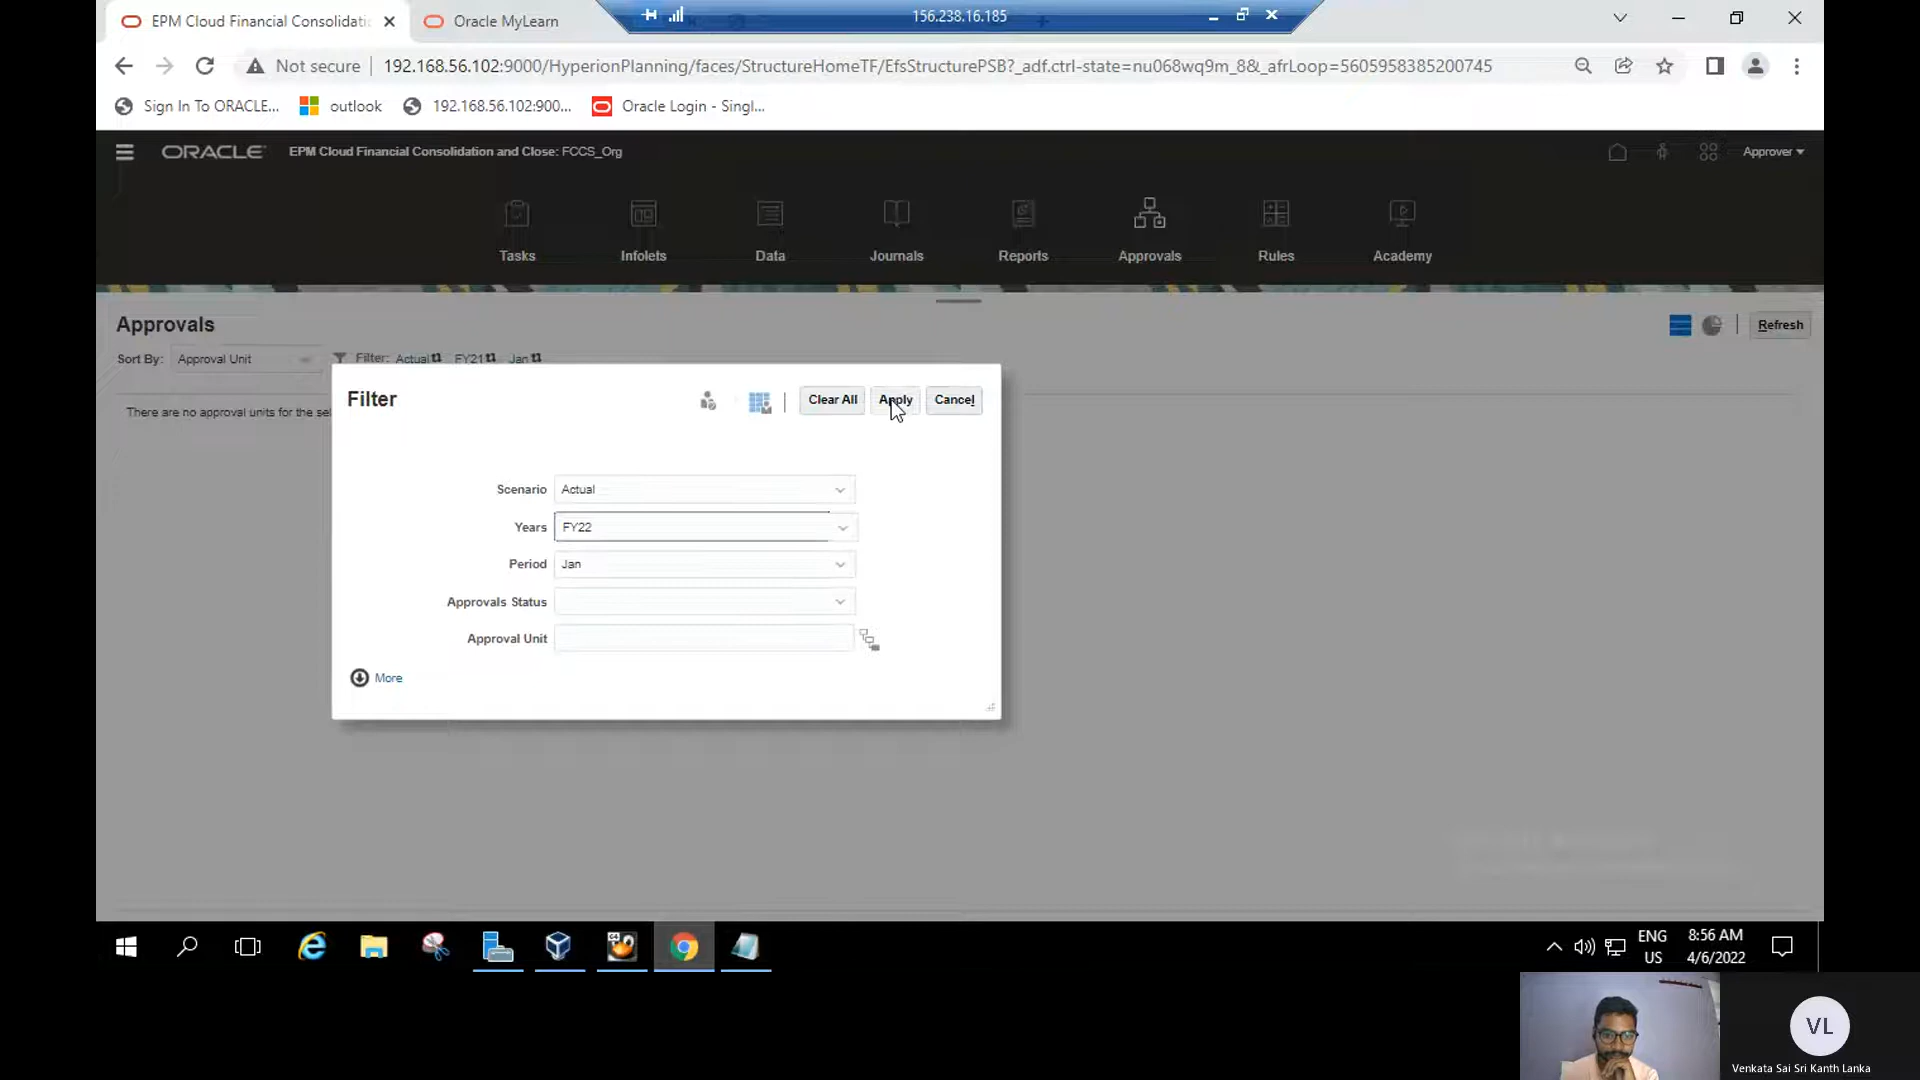 EPM Cloud Financial Consolidatio
Oracle MyLearn
156.238.16.185
Not secure
192.168.56.102:9000/HyperionPlanning/faces/StructureHomeTF/EfsStructurePSB?_adf.ctrl-state=nu068wq9m_8&_afrLoop=5605958385200745
Sign In To ORACLE...
outlook
192.168.56.102:900...
Oracle Login - Singl...
ORACLE
EPM Cloud Financial Consolidation and Close: FCCS_Org
Approver
Tasks
Infolets
Data
Journals
Reports
Approvals
Rules
Academy
Approvals
Refresh
Sort By:
Approval Unit
Filter: Actual FY21 Jan
There are no approval units for the sel
Filter
Clear All
Apply
Cancel
Scenario
Actual
Years
FY22
Period
Jan
Approvals Status
Approval Unit
More
ENG
US
8:56 AM
4/6/2022
VL
Venkata Sai Sri Kanth Lanka